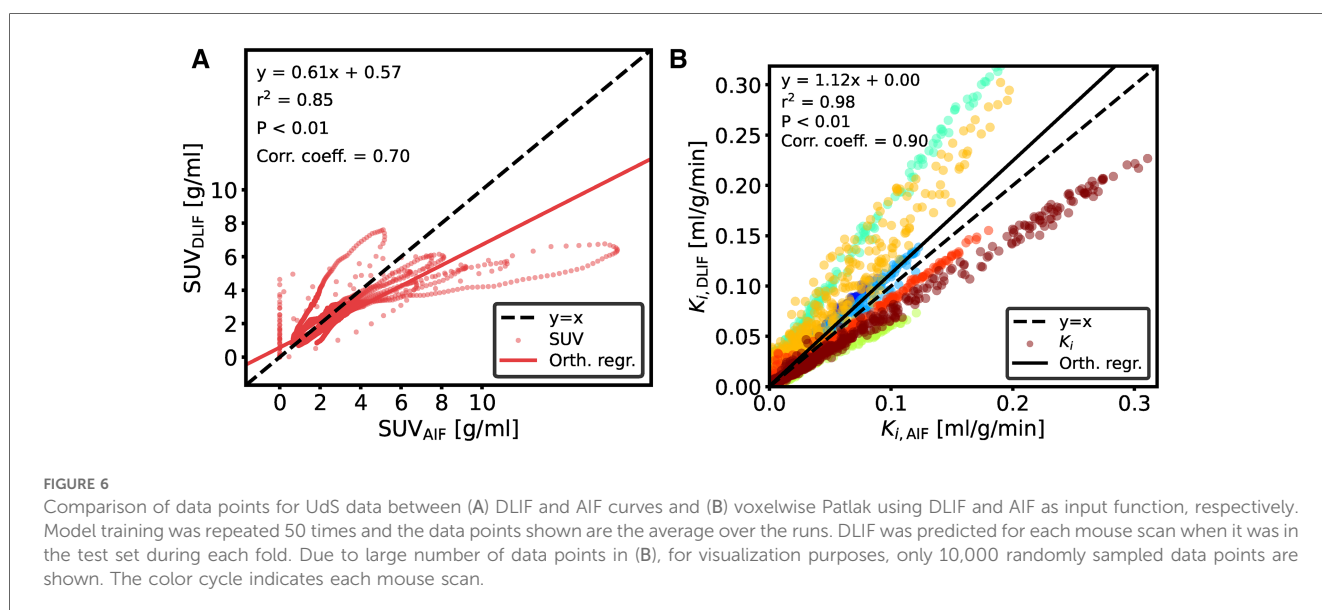 A
y = 0.61x + 0.57
r² = 0.85
P < 0.01
Corr. coeff. = 0.70
SUV_DLIF [g/ml]
10
8
6
4
2
0
0 2 4 6 8 10
SUV_AIF [g/ml]
y=x
SUV
Orth. regr.
B
y = 1.12x + 0.00
r² = 0.98
P < 0.01
Corr. coeff. = 0.90
K_i, DLIF [ml/g/min]
0.30
0.25
0.20
0.15
0.10
0.05
0.00
0.0 0.1 0.2 0.3
K_i, AIF [ml/g/min]
y=x
K_i
Orth. regr.
FIGURE 6
Comparison of data points for UdS data between (A) DLIF and AIF curves and (B) voxelwise Patlak using DLIF and AIF as input function, respectively.
Model training was repeated 50 times and the data points shown are the average over the runs. DLIF was predicted for each mouse scan when it was in
the test set during each fold. Due to large number of data points in (B), for visualization purposes, only 10,000 randomly sampled data points are
shown. The color cycle indicates each mouse scan.